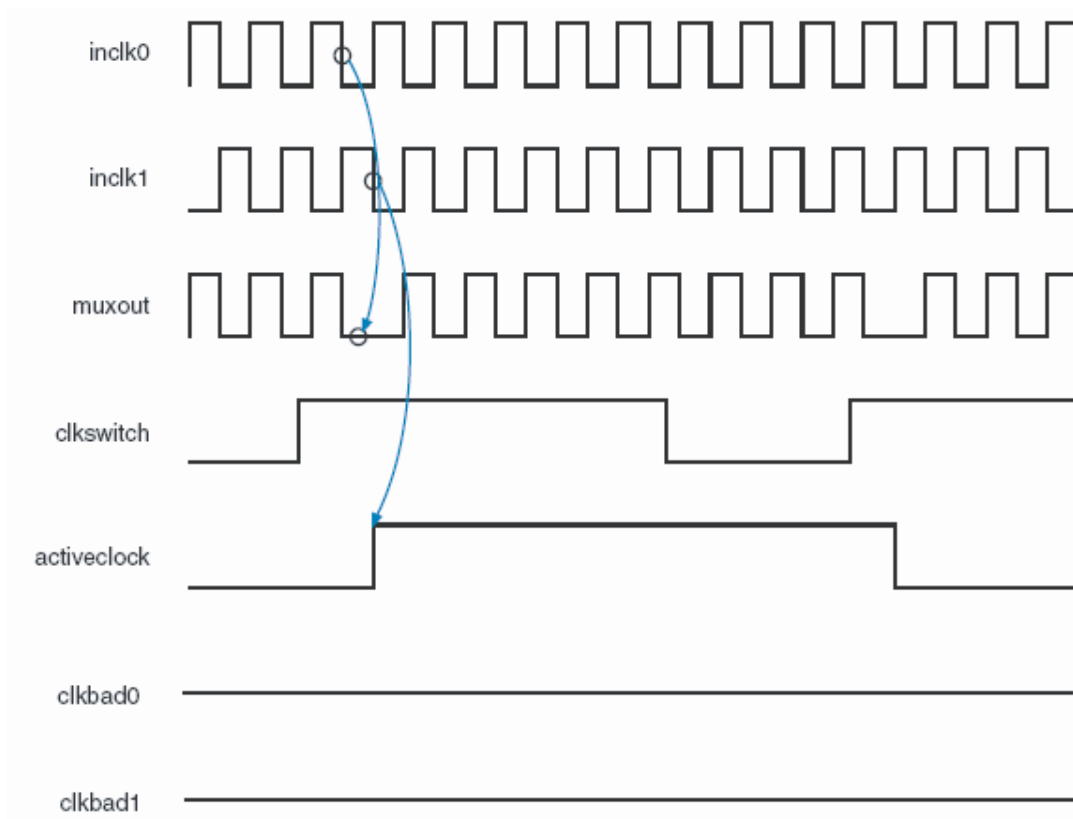 inclk0
inclk1
muxout
clkswitch
activeclock
clkbad0
clkbad1